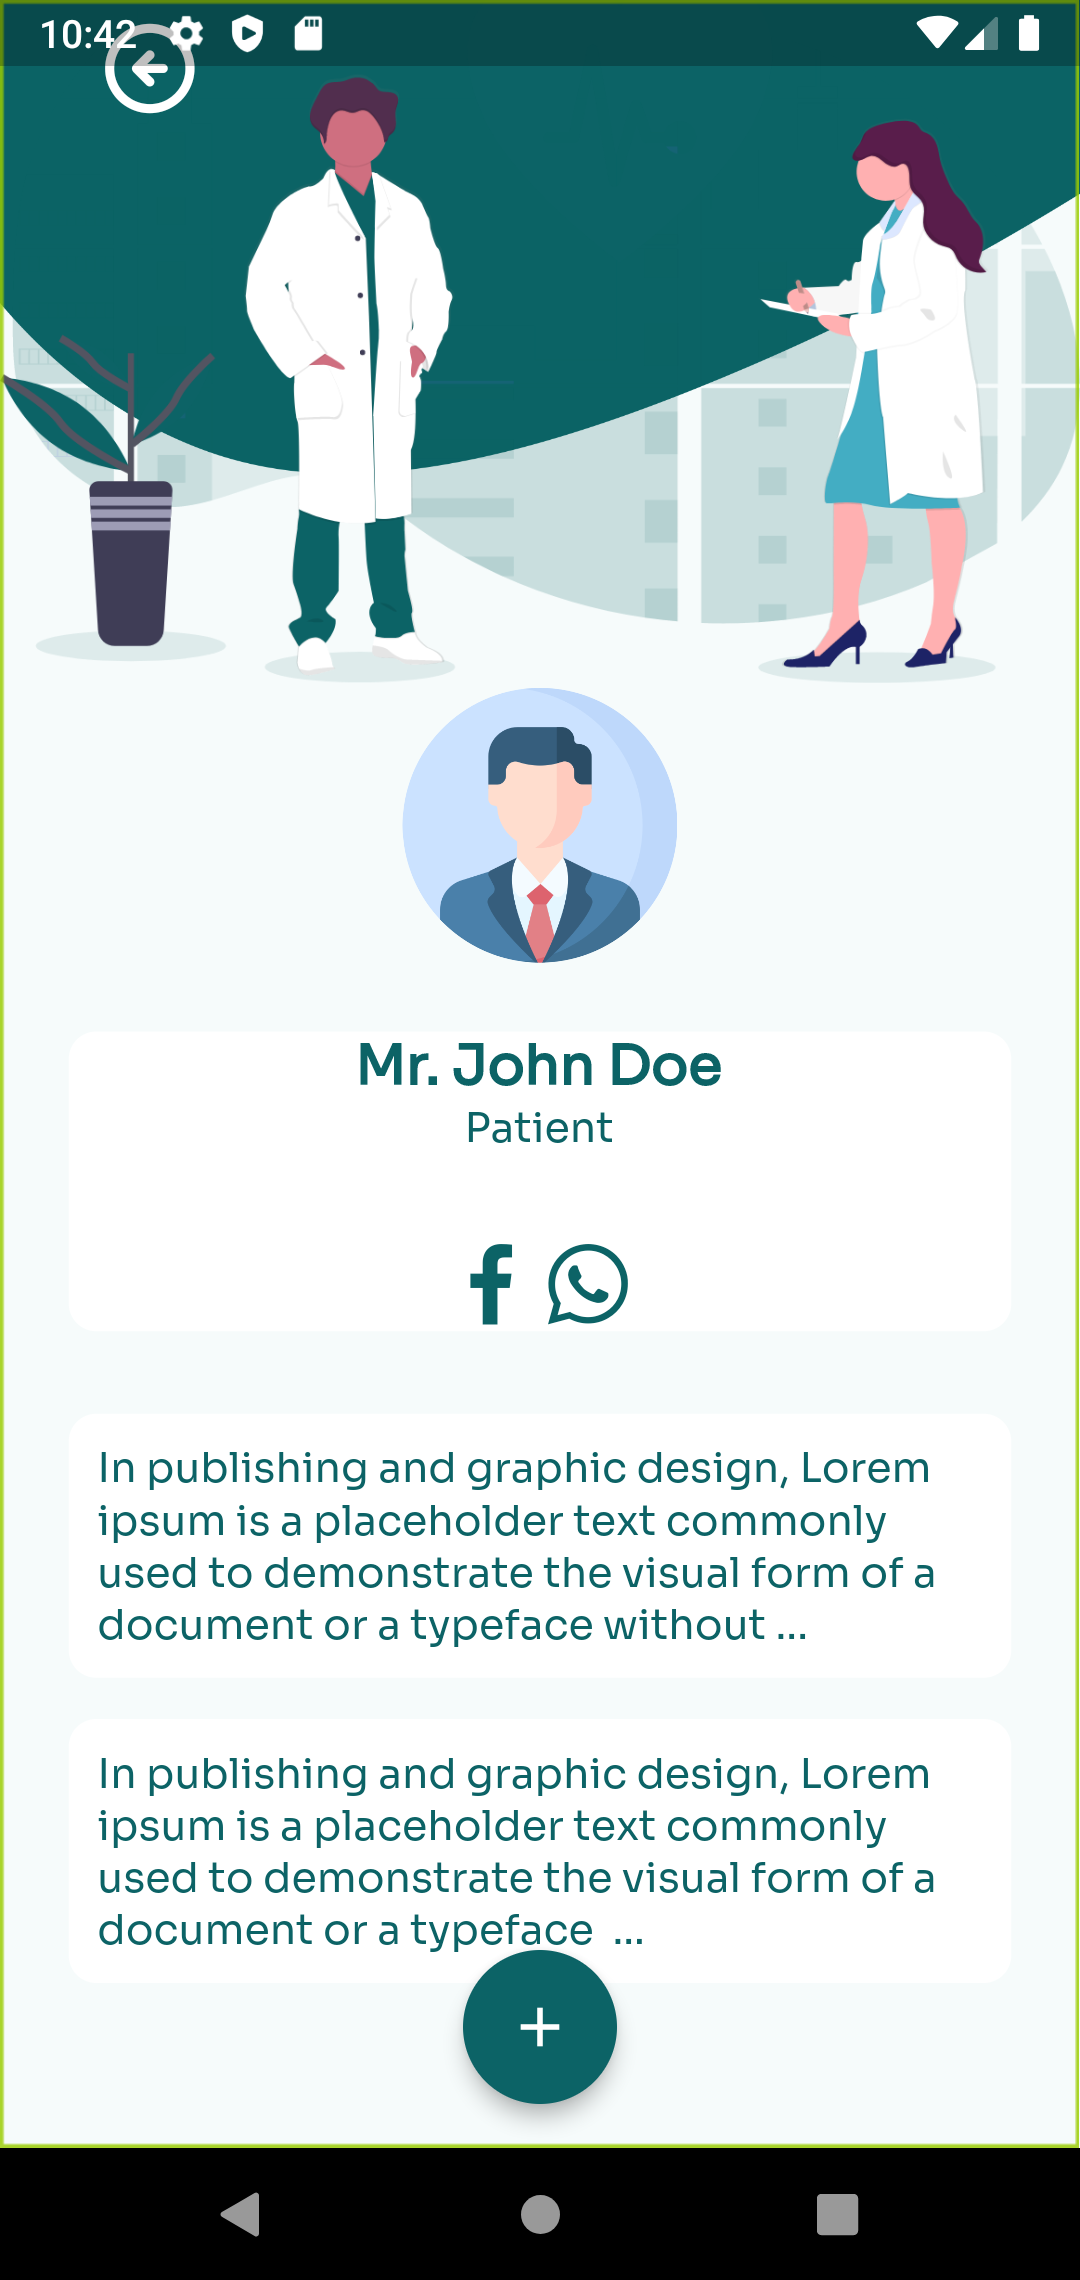 10:42
Mr. John Doe
Patient
In publishing and graphic design, Lorem
ipsum is a placeholder text commonly
used to demonstrate the visual form of a
document or a typeface without ...
In publishing and graphic design, Lorem
ipsum is a placeholder text commonly
used to demonstrate the visual form of a
document or a typeface  ...